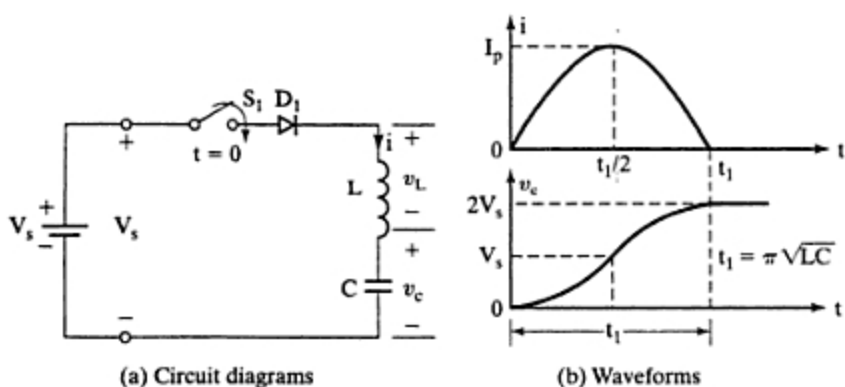 S₁ D₁
+
t = 0
i
+
L
v_L
−
+
V_s
−
V_s
+
C
v_c
−
−
(a) Circuit diagrams
i
I_p
0
t₁/2
t₁
t
v_c
2V_s
V_s
t₁ = π √LC
0
t
t₁
(b) Waveforms